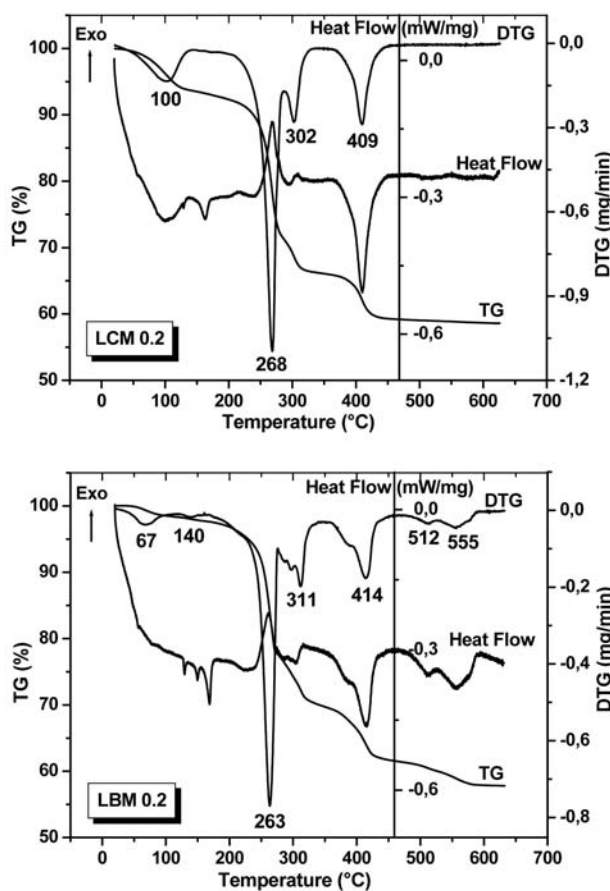 Heat Flow (mW/mg)
Exo
DTG
100
0,0
0,0
100
302
409
90
-0,3
Heat Flow
80
-0,3
-0,6
70
-0,9
TG
60
LCM 0.2
-0,6
268
50
-1,2
0 100 200 300 400 500 600 700
Temperature (°C)
TG (%)
DTG (mg/min)
Heat Flow (mW/mg)
Exo
DTG
100
0,0
0,0
67
140
512
555
90
311
414
-0,2
80
-0,3
Heat Flow
-0,4
70
-0,6
TG
60
-0,6
LBM 0.2
263
-0,8
50
0 100 200 300 400 500 600 700
Temperature (°C)
TG (%)
DTG (mg/min)